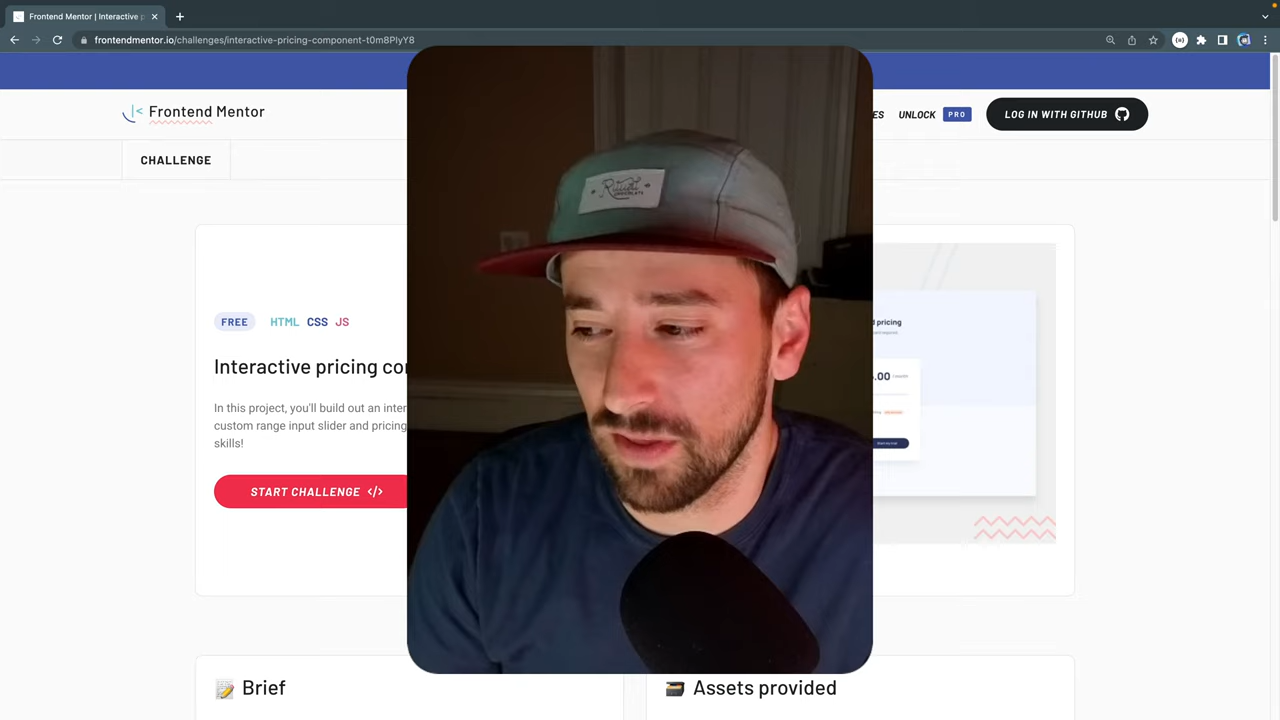 Frontend Mentor | Interactive p
frontendmentor.io/challenges/interactive-pricing-component-t0m8PIyY8
Frontend Mentor
ES
UNLOCK
PRO
LOG IN WITH GITHUB
CHALLENGE
FREE
HTML CSS JS
Interactive pricing co
In this project, you'll build out an inter
custom range input slider and pricing
skills!
START CHALLENGE </>
d pricing
.00 / month
Brief
Assets provided